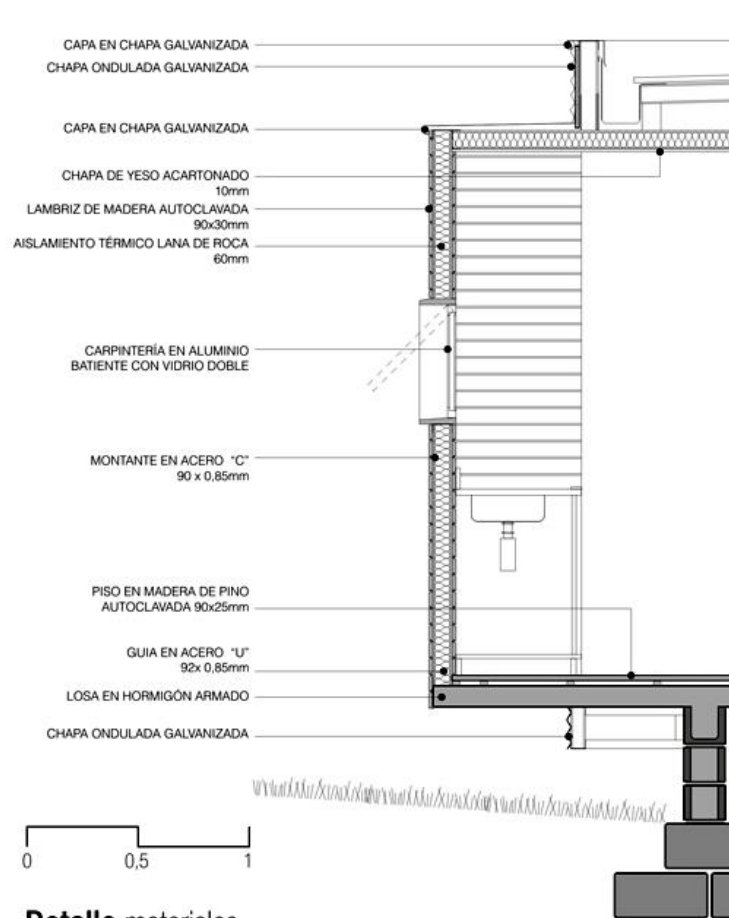 CAPA EN CHAPA GALVANIZADA
CHAPA ONDULADA GALVANIZADA
CAPA EN CHAPA GALVANIZADA
CHAPA DE YESO ACARTONADO
10mm
LAMBRIZ DE MADERA AUTOCLAVADA
90x30mm
AISLAMIENTO TÉRMICO LANA DE ROCA
60mm
CARPINTERÍA EN ALUMINIO
BATIENTE CON VIDRIO DOBLE
MONTANTE EN ACERO "C"
90 x 0,85mm
PISO EN MADERA DE PINO
AUTOCLAVADA 90x25mm
GUIA EN ACERO "U"
92x 0,85mm
LOSA EN HORMIGÓN ARMADO
CHAPA ONDULADA GALVANIZADA
0 0,5 1
Detalle materiales